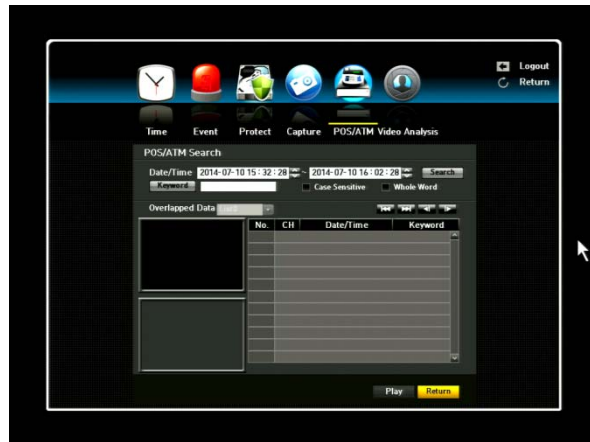 Logout
Return
Time Event Protect Capture POS/ATM Video Analysis
POS/ATM Search
Date/Time 2014-07-10 15:32:28 ~ 2014-07-10 16:02:28 Search
Keyword Case Sensitive Whole Word
Overlapped Data
No. CH Date/Time Keyword
Play Return